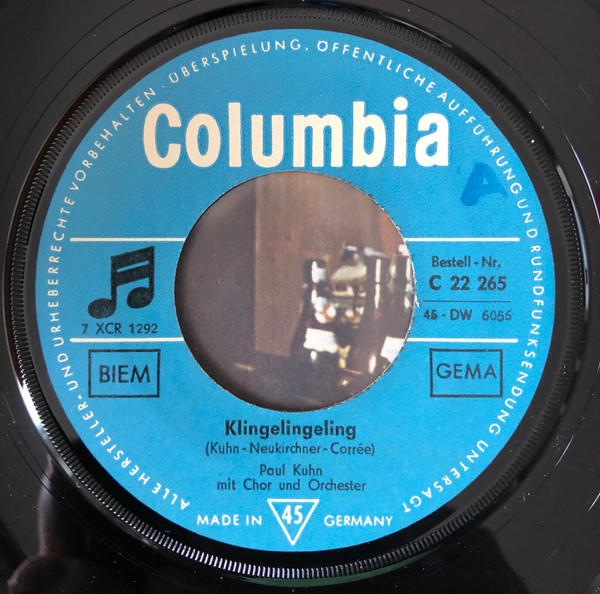 ALLE HERSTELLER- UND URHEBERRECHTE VORBEHALTEN · ÜBERSPIELUNG, ÖFFENTLICHE AUFFÜHRUNG UND RUNDFUNKSENDUNG UNTERSAGT
Columbia
A
Bestell-Nr.
C 22 265
7 XCR 1292
45-DW 6056
BIEM
GEMA
Klingelingeling
(Kuhn-Neukirchner-Corrêe)
Paul Kuhn
mit Chor und Orchester
MADE IN 45 GERMANY